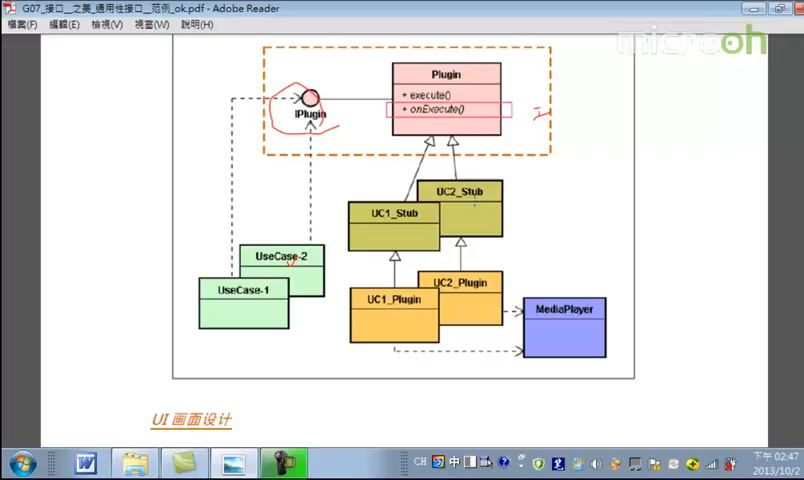 G07_接口__之美_通用性接口__范例_ok.pdf - Adobe Reader
檔案(F) 編輯(E) 檢視(V) 視窗(W) 說明(H)
microoh
Plugin
+ execute()
+ onExecute()
IPlugin
UC2_Stub
UC1_Stub
UseCase-2
UseCase-1
UC2_Plugin
UC1_Plugin
MediaPlayer
UI 画面设计
CH 中
下午 02:47
2013/10/2